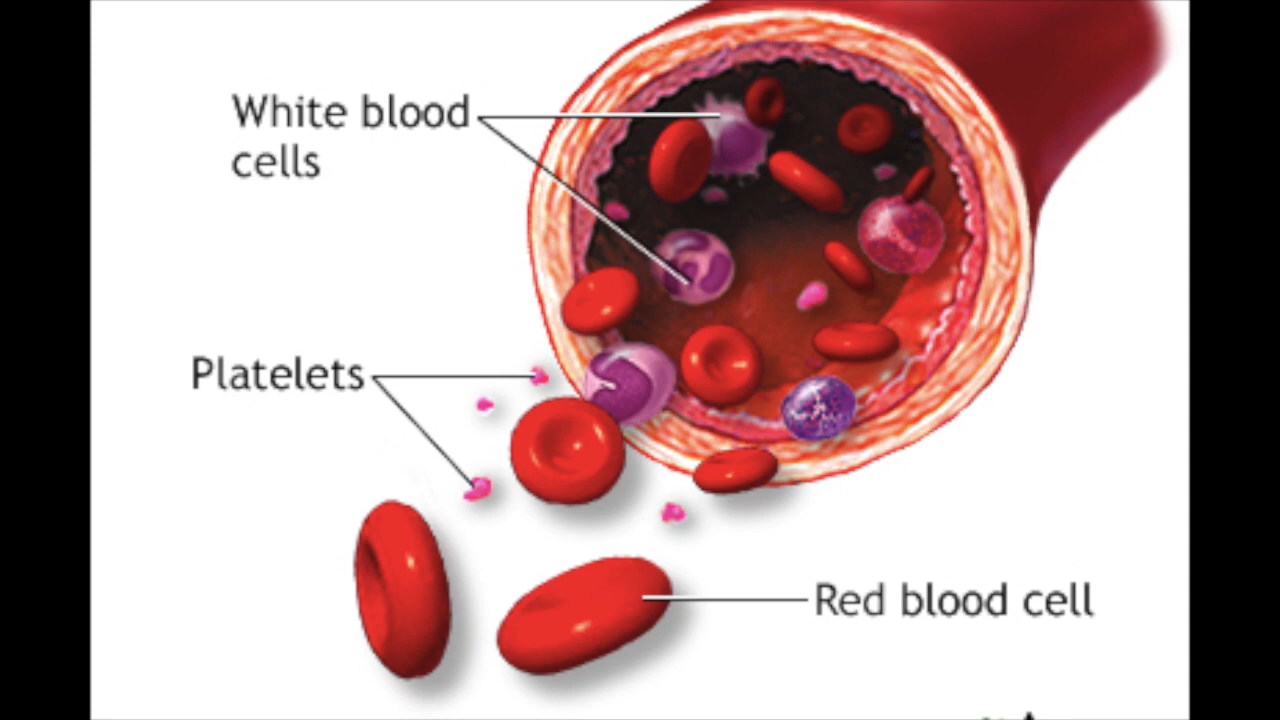 White blood
cells
Platelets
Red blood cell